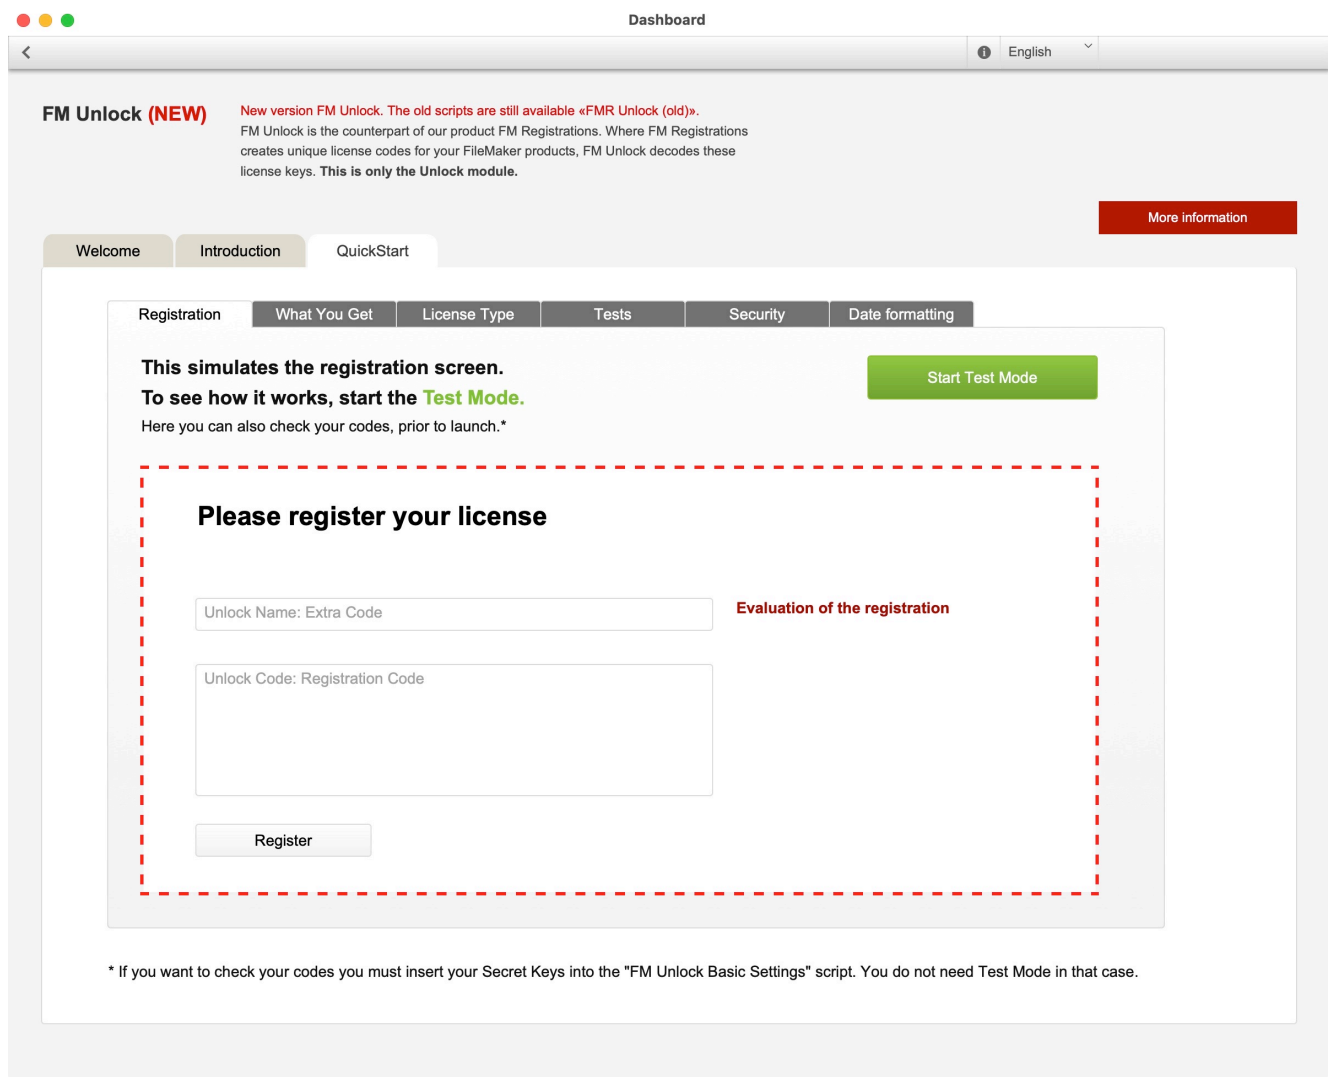 Dashboard
English
FM Unlock (NEW)
New version FM Unlock. The old scripts are still available «FMR Unlock (old)».
FM Unlock is the counterpart of our product FM Registrations. Where FM Registrations
creates unique license codes for your FileMaker products, FM Unlock decodes these
license keys. This is only the Unlock module.
More information
Welcome
Introduction
QuickStart
Registration
What You Get
License Type
Tests
Security
Date formatting
This simulates the registration screen.
To see how it works, start the Test Mode.
Here you can also check your codes, prior to launch.*
Start Test Mode
Please register your license
Unlock Name: Extra Code
Evaluation of the registration
Unlock Code: Registration Code
Register
* If you want to check your codes you must insert your Secret Keys into the "FM Unlock Basic Settings" script. You do not need Test Mode in that case.